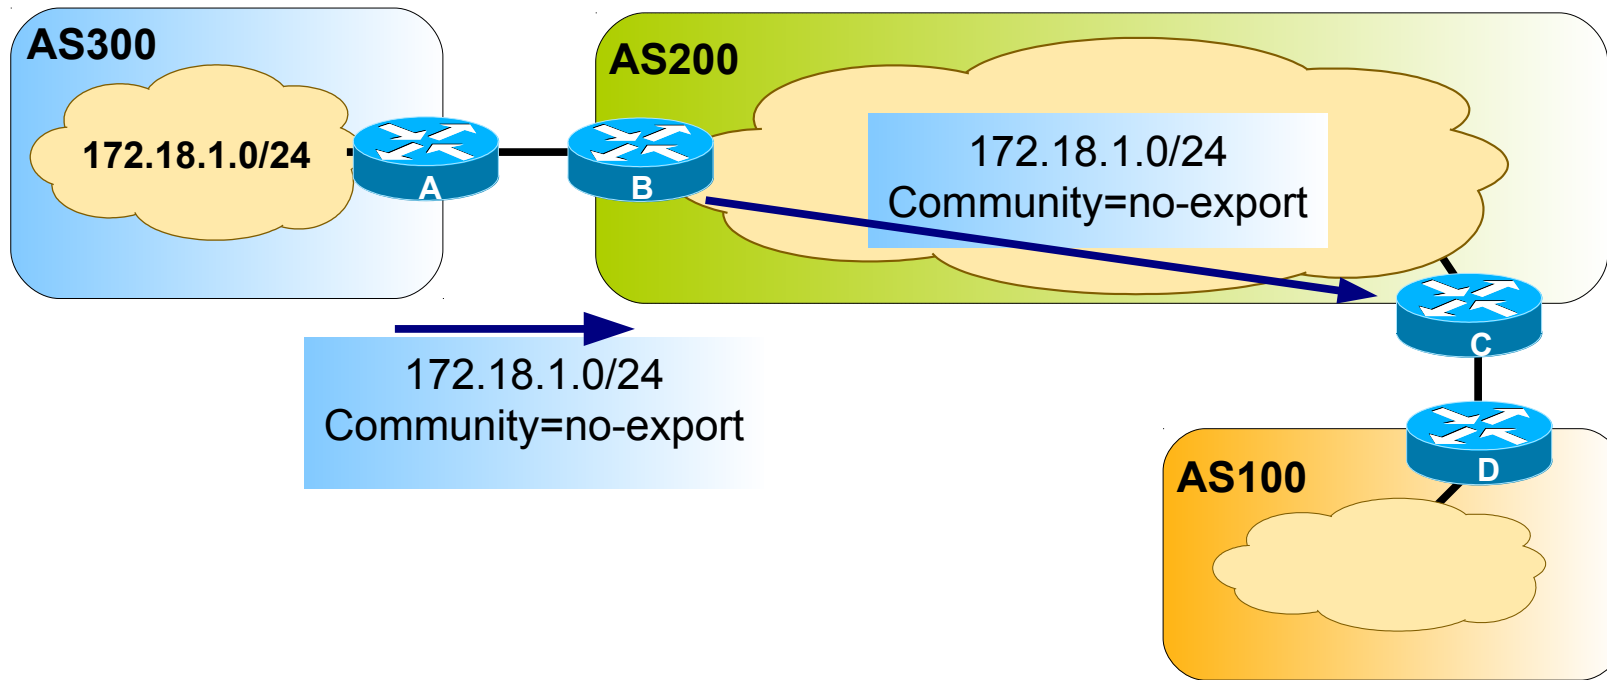 AS300
172.18.1.0/24
A
B
AS200
172.18.1.0/24
Community=no-export
172.18.1.0/24
Community=no-export
C
D
AS100